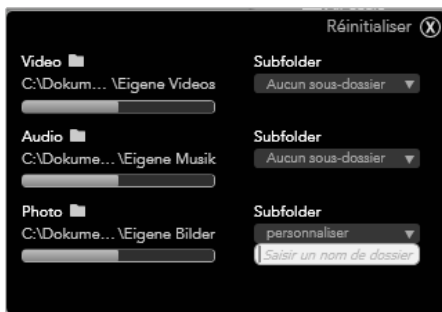 Réinitialiser X
Video
Subfolder
C:\Dokum... \Eigene Videos
Aucun sous-dossier
Audio
Subfolder
C:\Dokume... \Eigene Musik
Aucun sous-dossier
Photo
Subfolder
C:\Dokume... \Eigene Bilder
personnaliser
Saisir un nom de dossier